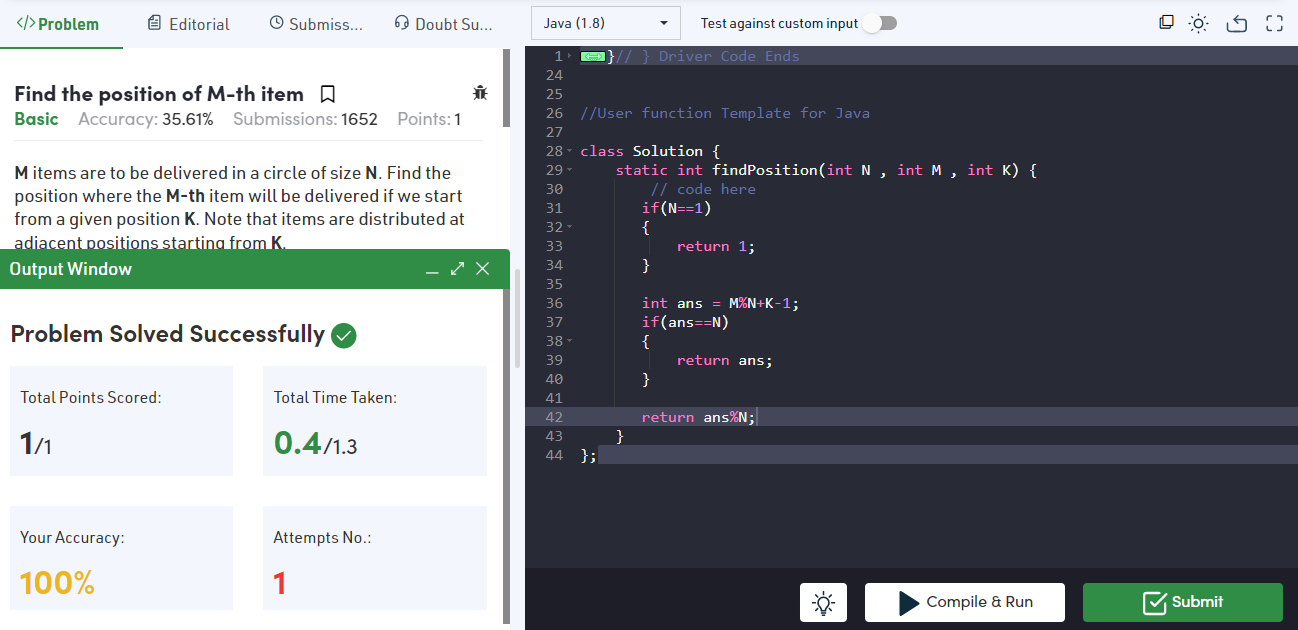 </>Problem
Editorial
Submiss...
Doubt Su...
Java (1.8)
Test against custom input
Find the position of M-th item
Basic Accuracy: 35.61% Submissions: 1652 Points: 1
M items are to be delivered in a circle of size N. Find the
position where the M-th item will be delivered if we start
from a given position K. Note that items are distributed at
adjacent positions starting from K.
Output Window
Problem Solved Successfully
Total Points Scored:
1/1
Total Time Taken:
0.4/1.3
Your Accuracy:
100%
Attempts No.:
1
1 }// } Driver Code Ends
24
25
26 //User function Template for Java
27
28 class Solution {
29 static int findPosition(int N , int M , int K) {
30 // code here
31 if(N==1)
32 {
33 return 1;
34 }
35
36 int ans = M%N+K-1;
37 if(ans==N)
38 {
39 return ans;
40 }
41
42 return ans%N;
43 }
44 };
Compile & Run
Submit